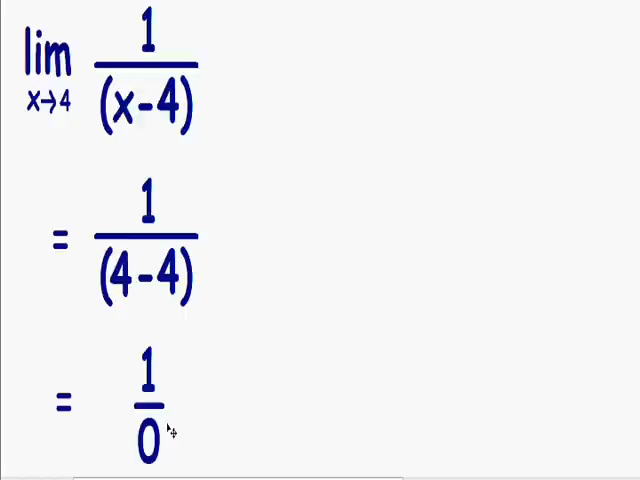 lim 1
x→4 (x-4)
= 1
(4-4)
= 1
0